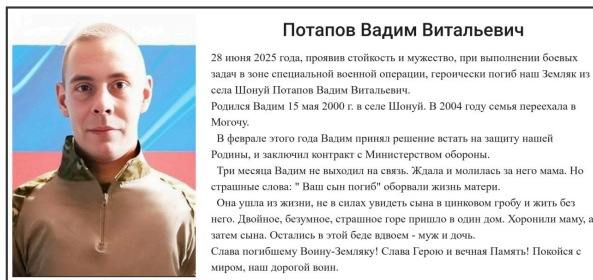 Потапов Вадим Витальевич
28 июня 2025 года, проявив стойкость и мужество, при выполнении боевых
задач в зоне специальной военной операции, героически погиб наш Земляк из
села Шонуй Потапов Вадим Витальевич.
Родился Вадим 15 мая 2000 г. в селе Шонуй. В 2004 году семья переехала в
Могочу.
В феврале этого года Вадим принял решение встать на защиту нашей
Родины, и заключил контракт с Министерством обороны.
Три месяца Вадим не выходил на связь. Ждала и молилась за него мама. Но
страшные слова: " Ваш сын погиб" оборвали жизнь матери.
Она ушла из жизни, не в силах увидеть сына в цинковом гробу и жить без
него. Двойное, безумное, страшное горе пришло в один дом. Хоронили маму, а
затем сына. Остались в этой беде вдвоем - муж и дочь.
Слава погибшему Воину-Земляку! Слава Герою и вечная Память! Покойся с
миром, наш дорогой воин.